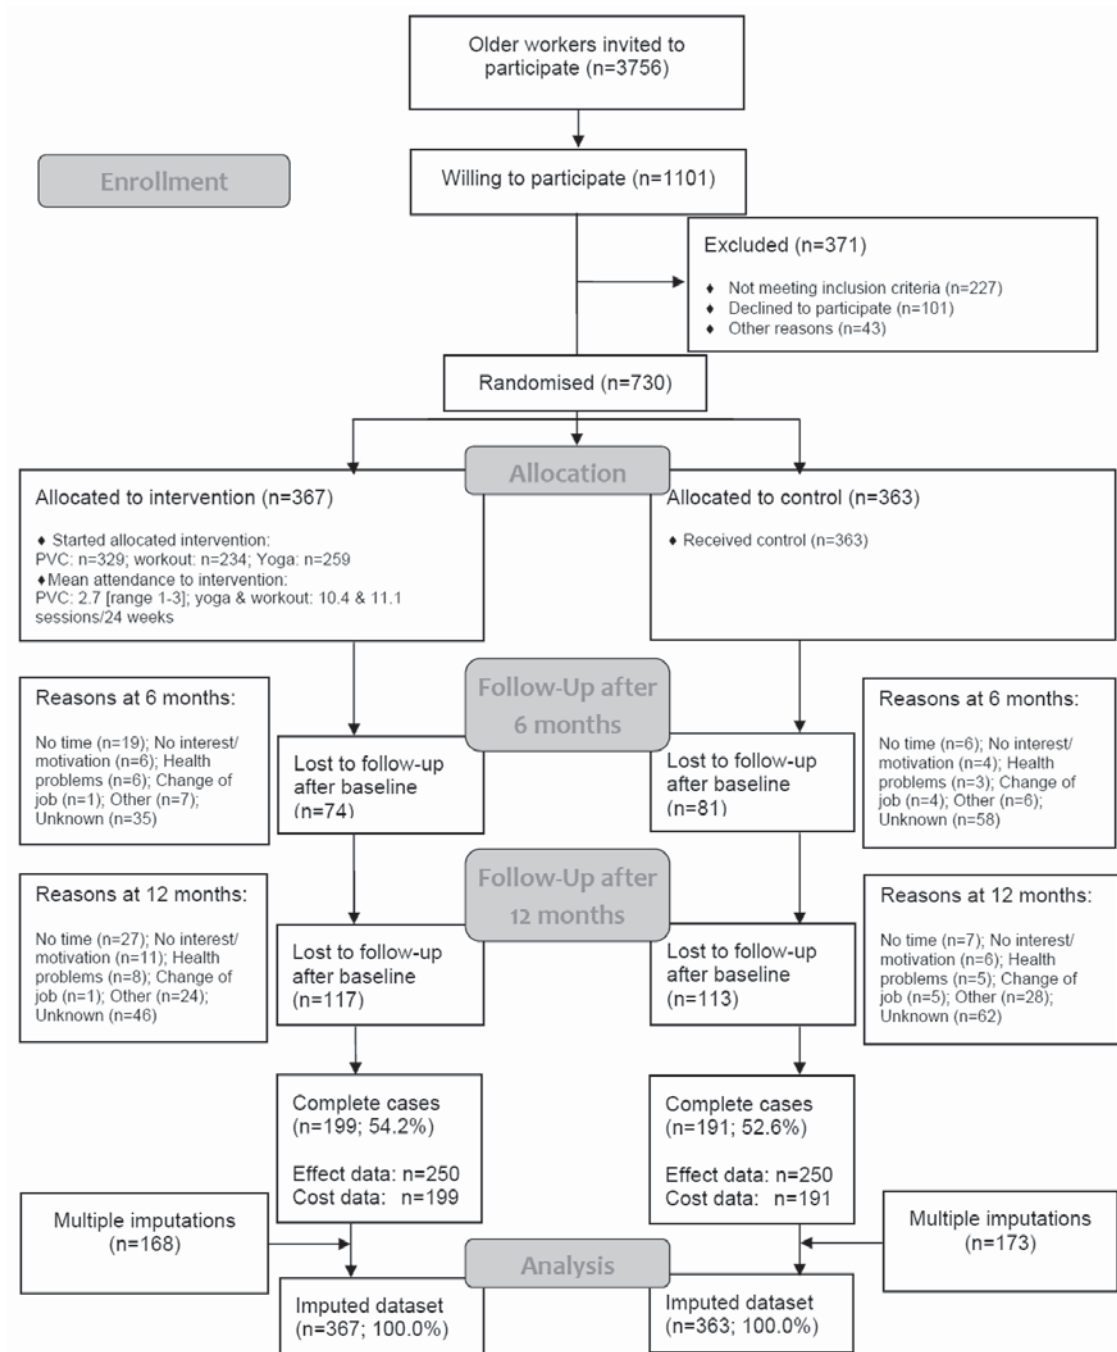 Older workers invited to
participate (n=3756)
Enrollment
Willing to participate (n=1101)
Excluded (n=371)
♦ Not meeting inclusion criteria (n=227)
♦ Declined to participate (n=101)
♦ Other reasons (n=43)
Randomised (n=730)
Allocation
Allocated to intervention (n=367)
♦ Started allocated intervention:
PVC: n=329; workout: n=234; Yoga: n=259
♦Mean attendance to intervention:
PVC: 2.7 [range 1-3]; yoga & workout: 10.4 & 11.1
sessions/24 weeks
Allocated to control (n=363)
♦ Received control (n=363)
Follow-Up after
6 months
Reasons at 6 months:
No time (n=19); No interest/
motivation (n=6); Health
problems (n=6); Change of
job (n=1); Other (n=7);
Unknown (n=35)
Lost to follow-up
after baseline
(n=74)
Lost to follow-up
after baseline
(n=81)
Reasons at 6 months:
No time (n=6); No interest/
motivation (n=4); Health
problems (n=3); Change of
job (n=4); Other (n=6);
Unknown (n=58)
Follow-Up after
12 months
Reasons at 12 months:
No time (n=27); No interest/
motivation (n=11); Health
problems (n=8); Change of
job (n=1); Other (n=24);
Unknown (n=46)
Lost to follow-up
after baseline
(n=117)
Lost to follow-up
after baseline
(n=113)
Reasons at 12 months:
No time (n=7); No interest/
motivation (n=6); Health
problems (n=5); Change of
job (n=5); Other (n=28);
Unknown (n=62)
Complete cases
(n=199; 54.2%)
Effect data: n=250
Cost data: n=199
Complete cases
(n=191; 52.6%)
Effect data: n=250
Cost data: n=191
Multiple imputations
(n=168)
Multiple imputations
(n=173)
Analysis
Imputed dataset
(n=367; 100.0%)
Imputed dataset
(n=363; 100.0%)